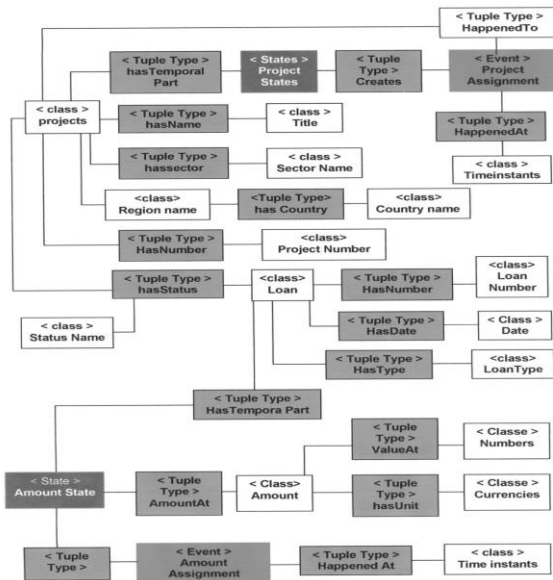 < Tuple Type >
HappenedTo
< Tuple Type >
hasTemporal
Part
< States >
Project
States
< Tuple
Type >
Creates
< Event >
Project
Assignment
< class >
projects
< Tuple Type >
hasName
< class >
Title
< Tuple Type >
HappenedAt
< Tuple Type >
hassector
< class >
Sector Name
< class >
Timeinstants
<class>
Region name
<Tuple Type>
has Country
<class>
Country name
< Tuple Type >
HasNumber
< class >
Project Number
< Tuple Type >
hasStatus
<class>
Loan
< Tuple Type >
HasNumber
<class>
Loan
Number
< class >
Status Name
< Tuple Type >
HasDate
< Class >
Date
< Tuple Type >
HasType
<class>
LoanType
< Tuple Type >
HasTempora Part
< Tuple
Type >
ValueAt
< Classe >
Numbers
< State >
Amount State
< Tuple
Type >
AmountAt
< Class>
Amount
< Tuple
Type >
hasUnit
< Classe >
Currencies
< Tuple
Type >
< Event >
Amount
Assignment
< Tuple Type >
Happened At
< class >
Time instants